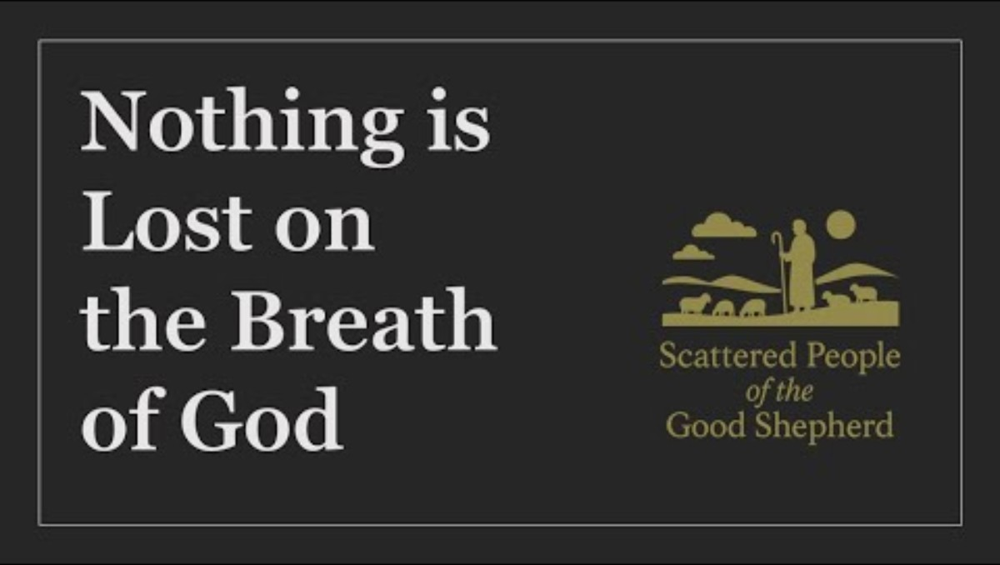 Nothing is
Lost on
the Breath
of God
Scattered People
of the
Good Shepherd